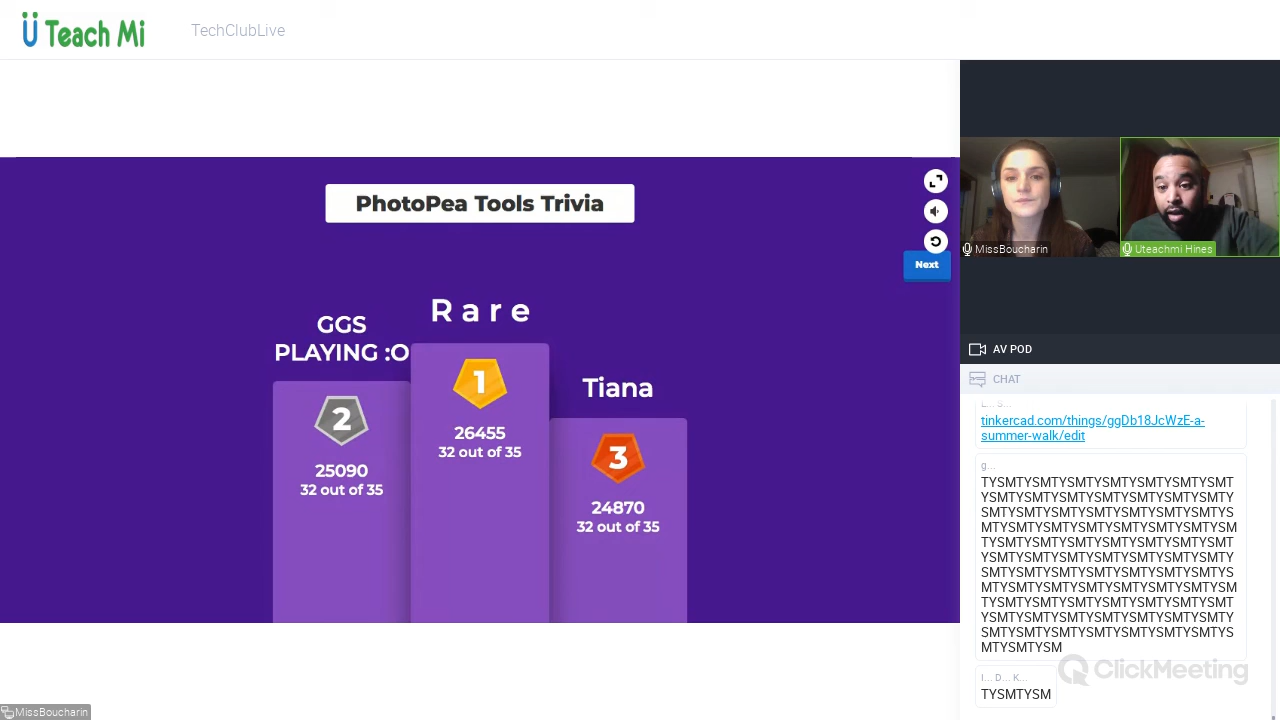 Ü Teach Mi
TechClubLive
PhotoPea Tools Trivia
Next
GGS
PLAYING :O
R a r e
Tiana
2
25090
32 out of 35
1
26455
32 out of 35
3
24870
32 out of 35
MissBoucharin
MissBoucharin
Uteachmi Hines
AV POD
CHAT
tinkercad.com/things/ggDb18JcWzE-a-
summer-walk/edit
g...
TYSMTYSMTYSMTYSMTYSMTYSMTYSMT
YSMTYSMTYSMTYSMTYSMTYSMTYSMTY
SMTYSMTYSMTYSMTYSMTYSMTYSMTYS
MTYSMTYSMTYSMTYSMTYSMTYSMTYSM
TYSMTYSMTYSMTYSMTYSMTYSMTYSMT
YSMTYSMTYSMTYSMTYSMTYSMTYSMTY
SMTYSMTYSMTYSMTYSMTYSMTYSMTYS
MTYSMTYSMTYSMTYSMTYSMTYSMTYSM
TYSMTYSMTYSMTYSMTYSMTYSMTYSMT
YSMTYSMTYSMTYSMTYSMTYSMTYSMTY
SMTYSMTYSMTYSMTYSMTYSMTYSMTYS
MTYSMTYSM
I... D... K...
TYSMTYSM
ClickMeeting